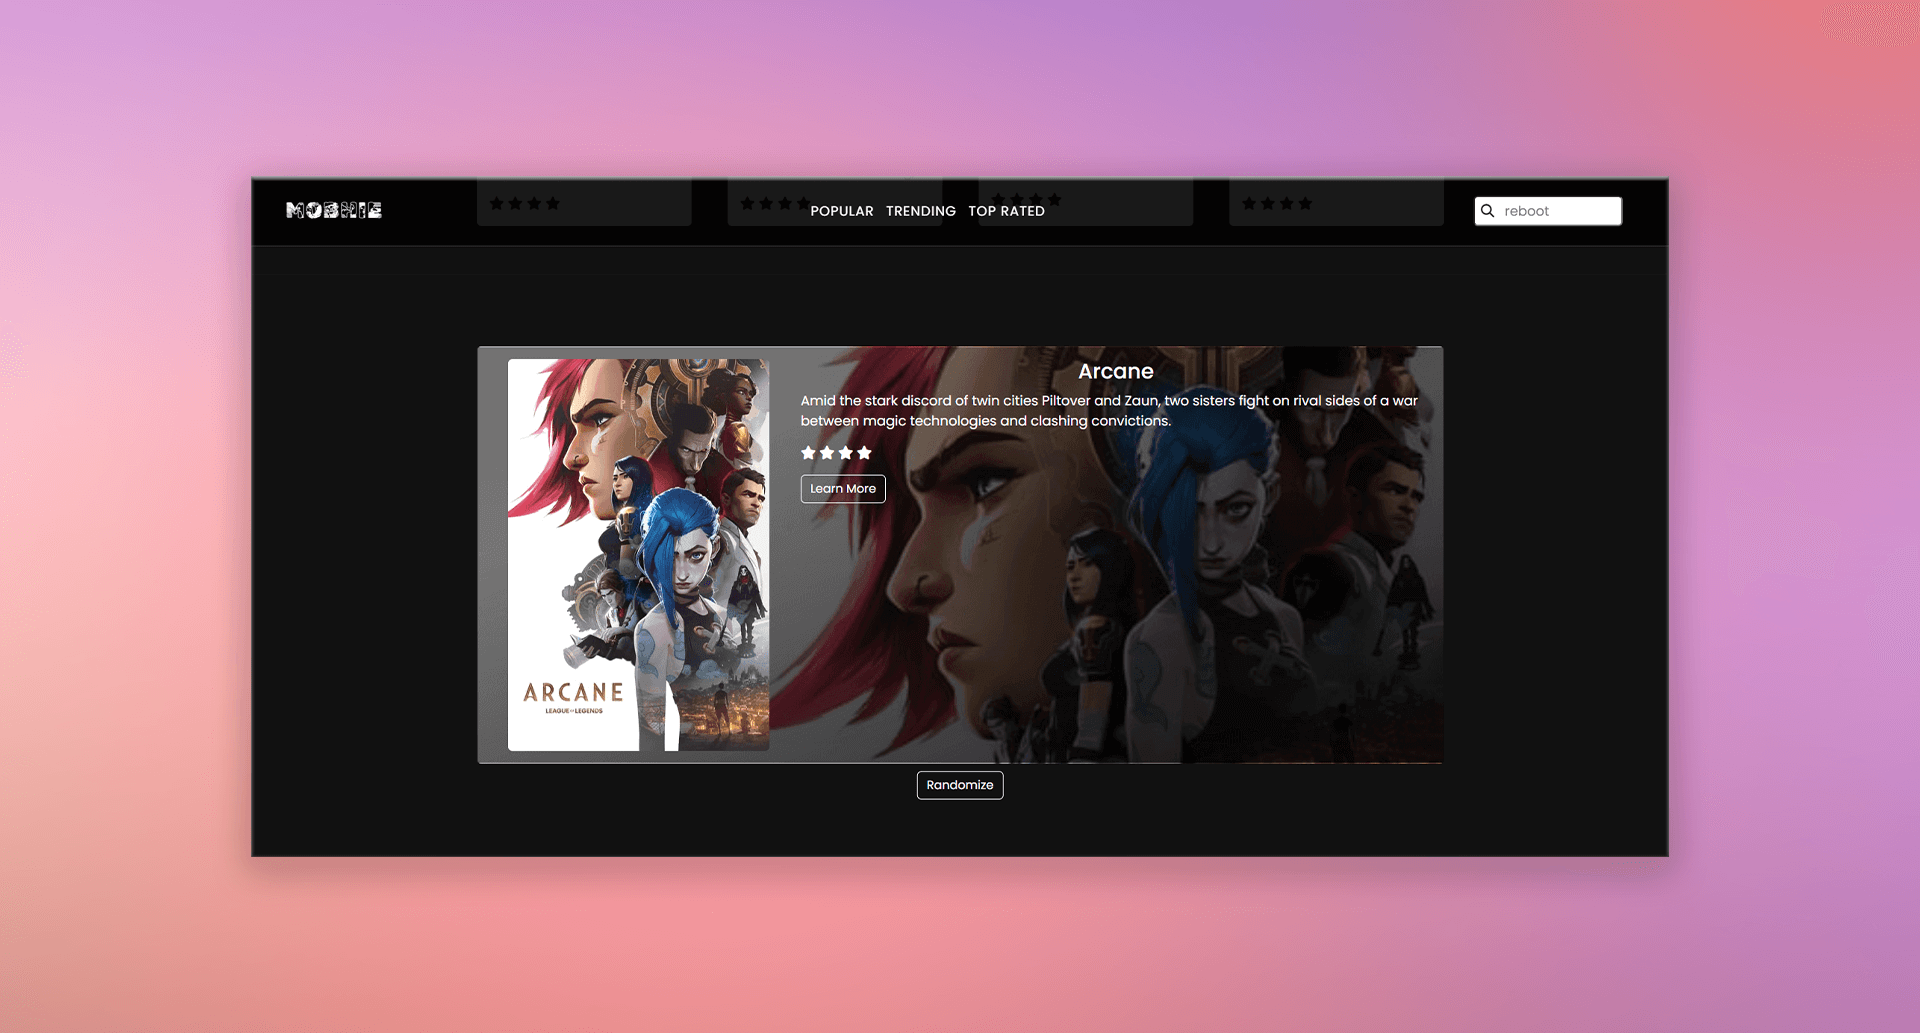 MOBHIE
POPULAR TRENDING TOP RATED
reboot
Arcane
Amid the stark discord of twin cities Piltover and Zaun, two sisters fight on rival sides of a war
between magic technologies and clashing convictions.
Learn More
ARCANE
LEAGUE OF LEGENDS
Randomize